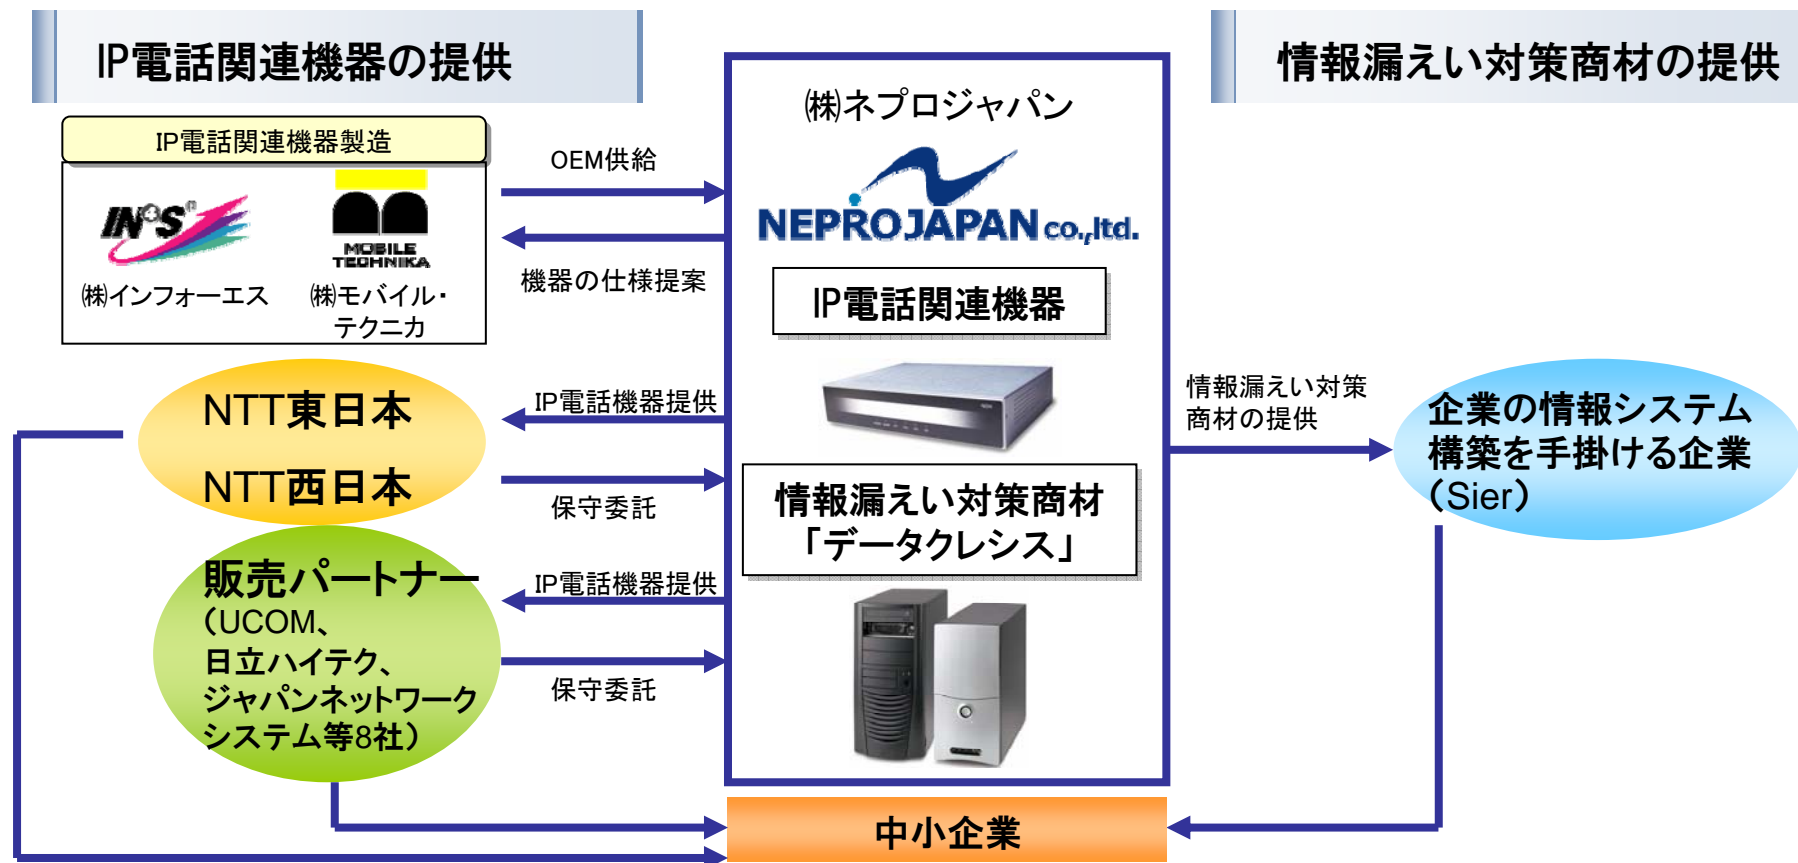 IP電話関連機器の提供
情報漏えい対策商材の提供
IP電話関連機器製造
IN®S®
MOBILE
TECHNIKA
㈱インフォーエス
㈱モバイル・
テクニカ
OEM供給
機器の仕様提案
㈱ネプロジャパン
NEPROJAPAN co.,ltd.
IP電話関連機器
情報漏えい対策商材
「データクレシス」
NTT東日本
NTT西日本
IP電話機器提供
保守委託
販売パートナー
(UCOM、
日立ハイテク、
ジャパンネットワーク
システム等8社)
IP電話機器提供
保守委託
情報漏えい対策
商材の提供
企業の情報システム
構築を手掛ける企業
(Sier)
中小企業